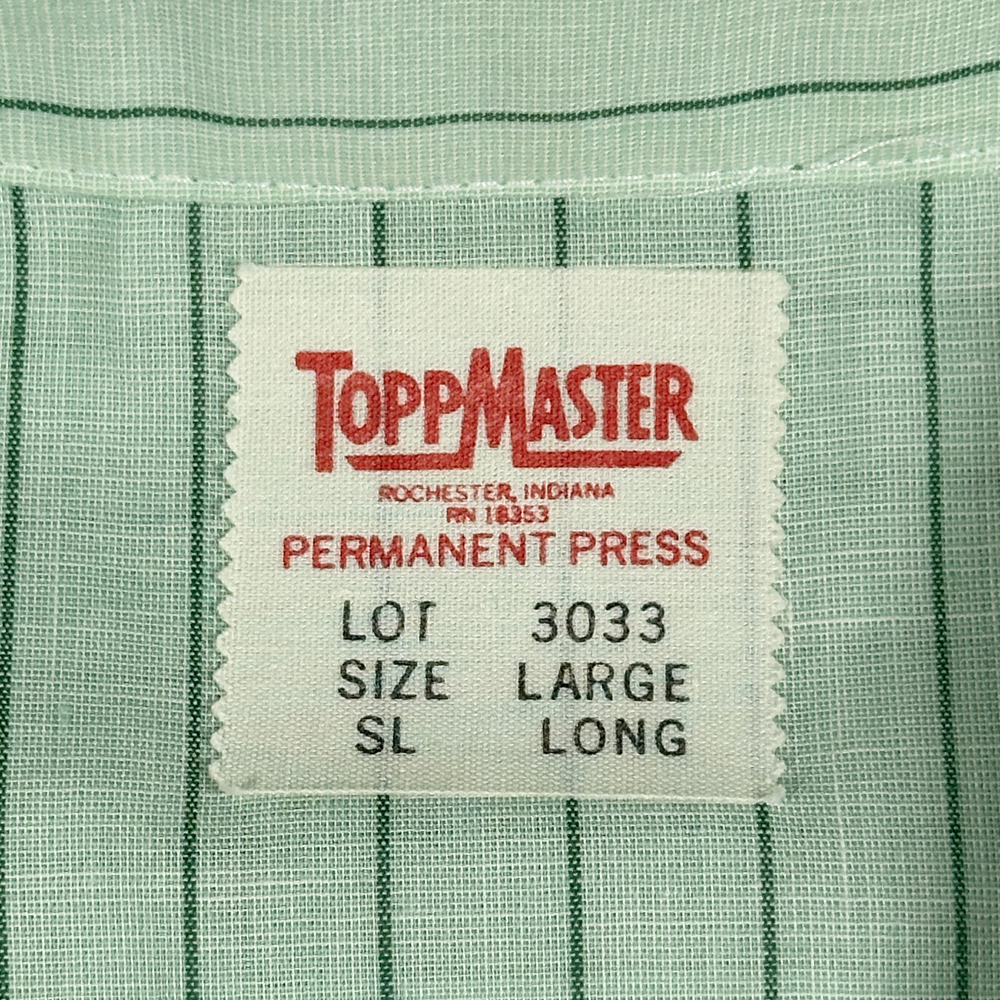 TOPPMASTER
ROCHESTER, INDIANA
RN 18353
PERMANENT PRESS
LOT 3033
SIZE LARGE
SL LONG